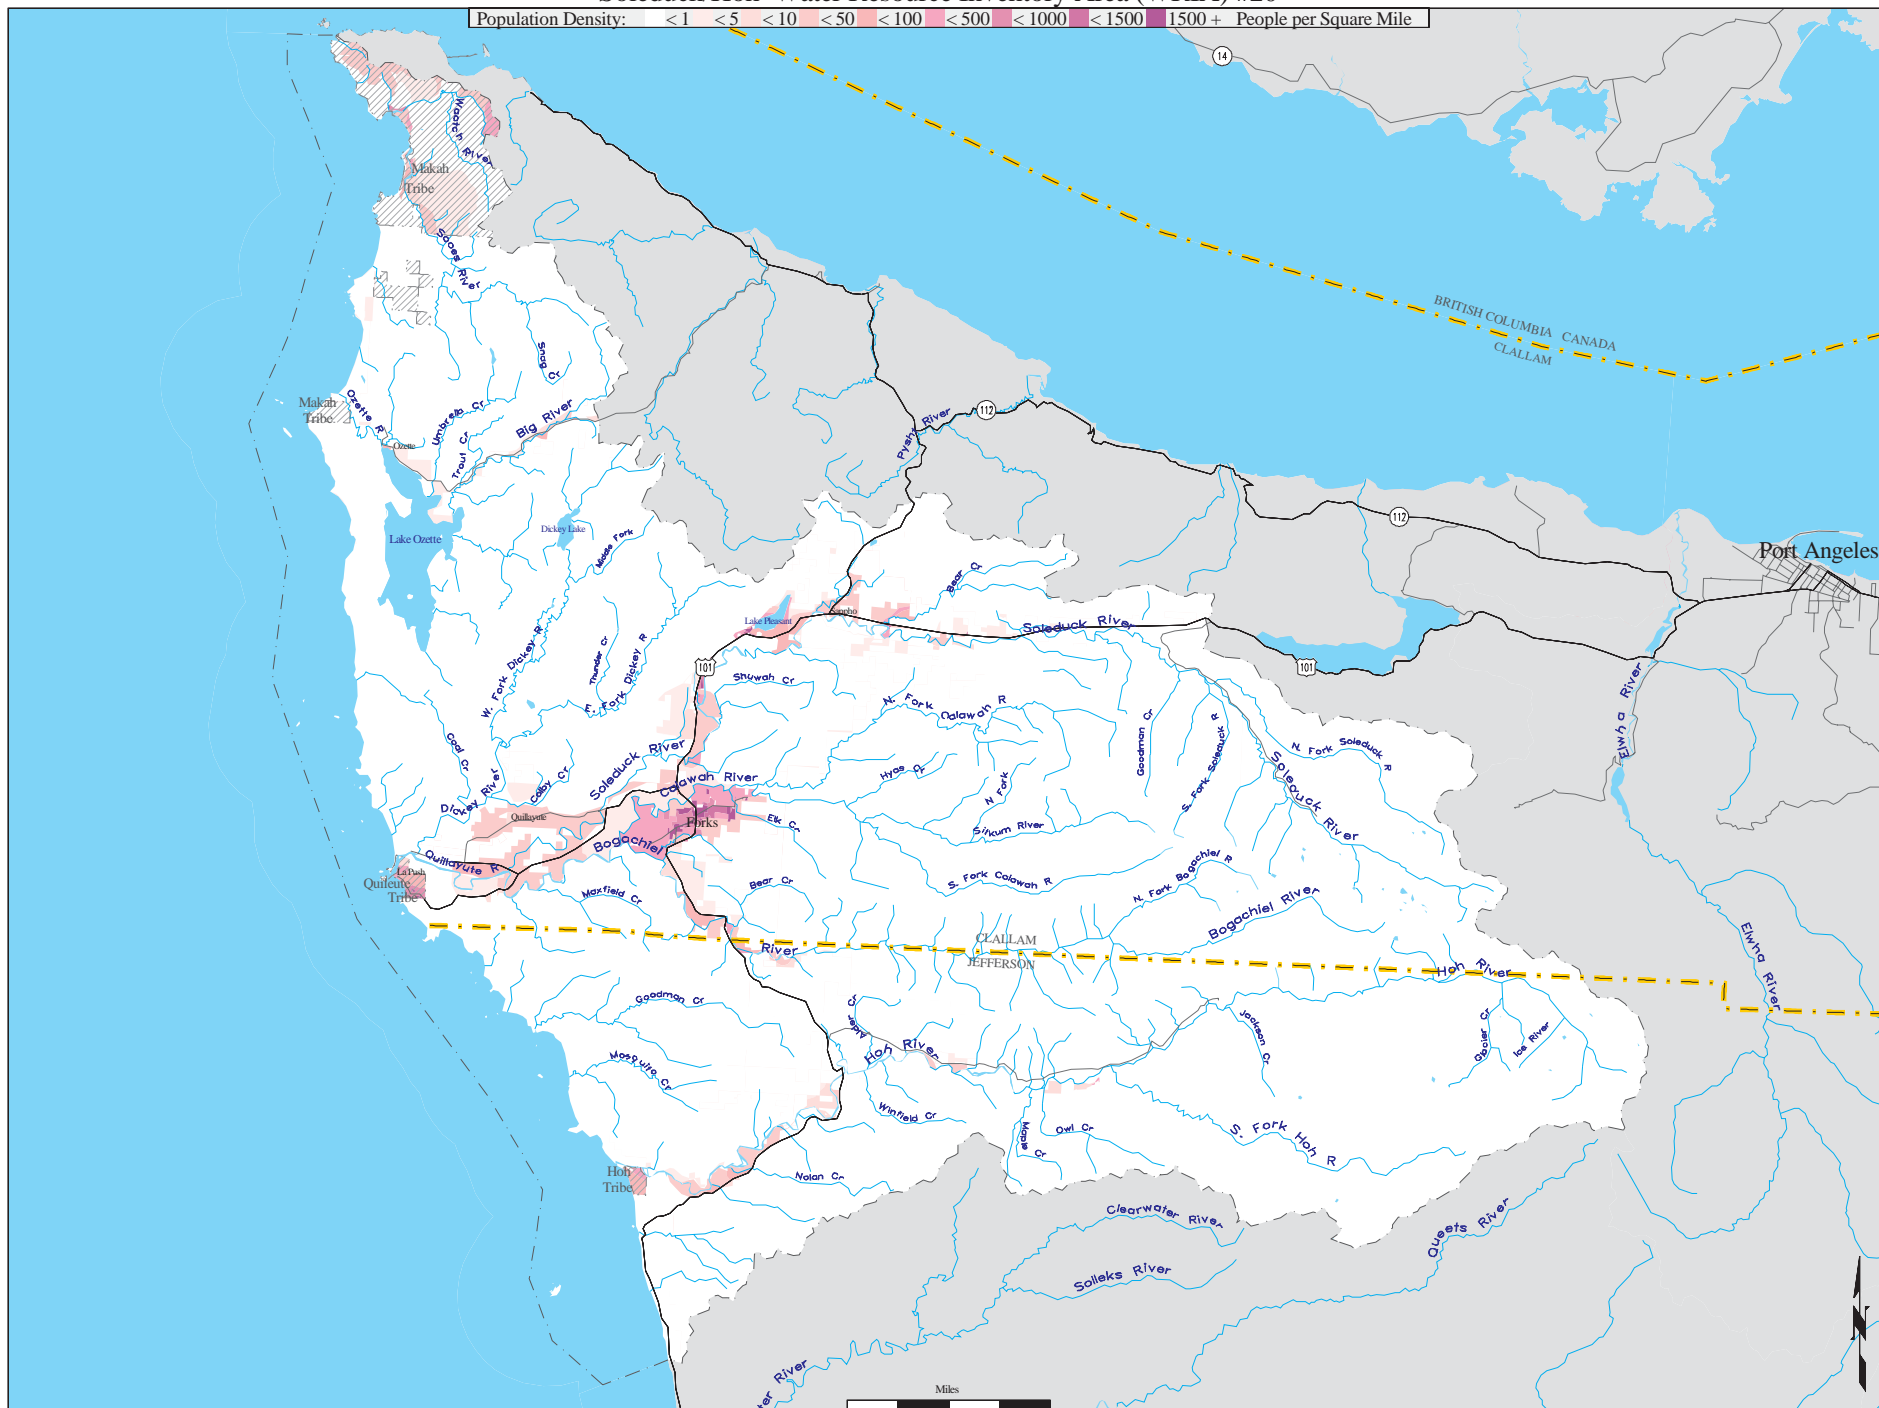 Population Density: < 1 < 5 < 10 < 50 < 100 < 500 < 1000 < 1500 1500 + People per Square Mile
14
Waatch River
Makah
Tribe
Sooes River
BRITISH COLUMBIA CANADA
CLALLAM
Snag Cr
Makah
Tribe
Ozette R
Umbrella Cr
Big River
Trout Cr
Ozette
Pysht River
112
112
Lake Ozette
Dickey Lake
Middle Fork
Port Angeles
Bear Cr
Sappho
Lake Pleasant
Soleduck River
101
101
W. Fork Dickey R
Thunder Cr
E. Fork Dickey R
Shuwah Cr
N. Fork Calawah R
Goodman Cr
S. Fork Soleduck R
N. Fork Soleduck R
Soleduck River
Elwha River
Coal Cr
Dickey River
Colby Cr
Soleduck River
Calawah River
Hyas Cr
N Fork
Quillayute
Forks
Elk Cr
Sitkum River
Bogachiel
Quillayute R
La Push
Quileute
Tribe
Maxfield Cr
Bear Cr
S. Fork Calawah R
N. Fork Bogachiel R
Bogachiel River
River
CLALLAM
JEFFERSON
Hoh River
Elwha River
Goodman Cr
Alder Cr
Hoh River
Jackson Cr
Glacier Cr
Ice River
Mosquito Cr
Winfield Cr
Maple Cr
Owl Cr
S. Fork Hoh R
Hoh
Tribe
Nolan Cr
Clearwater River
Queets River
Solleks River
River
Miles
N